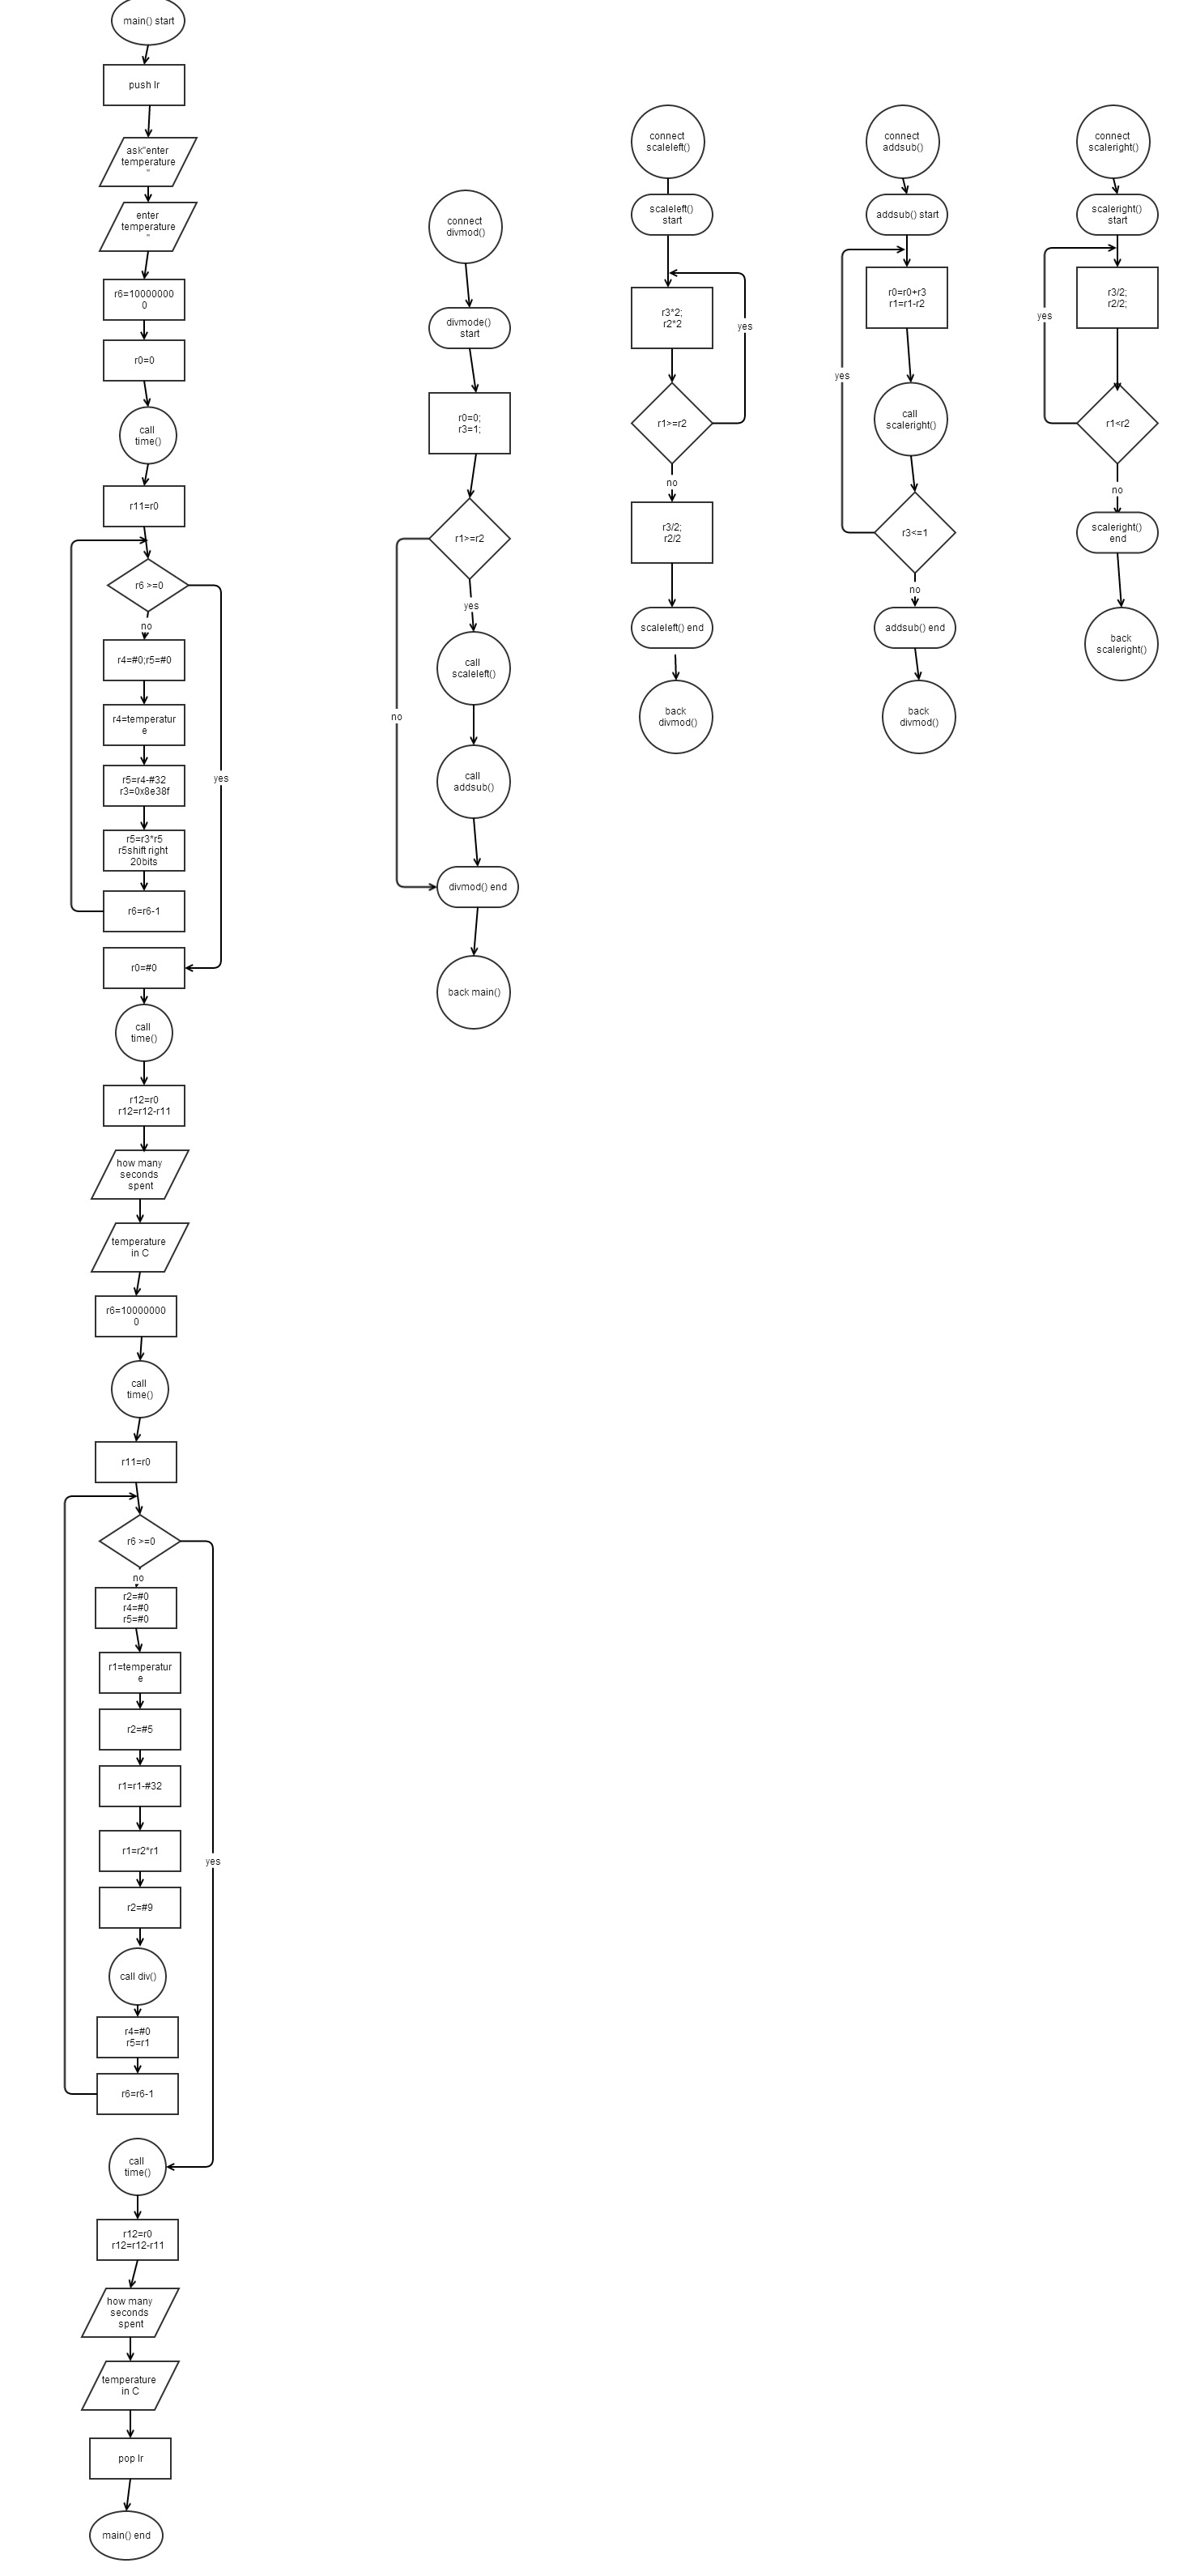 main() start
push lr
ask"enter
temperature
"
enter
temperature
"
r6=10000000
0
r0=0
call
time()
r11=r0
r6 >=0
no
r4=#0;r5=#0
r4=temperatur
e
r5=r4-#32
r3=0x8e38f
yes
r5=r3*r5
r5shift right
20bits
r6=r6-1
r0=#0
call
time()
r12=r0
r12=r12-r11
how many
seconds
spent
temperature
in C
r6=10000000
0
call
time()
r11=r0
r6 >=0
no
r2=#0
r4=#0
r5=#0
r1=temperatur
e
r2=#5
r1=r1-#32
r1=r2*r1
yes
r2=#9
call div()
r4=#0
r5=r1
r6=r6-1
call
time()
r12=r0
r12=r12-r11
how many
seconds
spent
temperature
in C
pop lr
main() end
connect
divmod()
divmode()
start
r0=0;
r3=1;
r1>=r2
yes
call
scaleleft()
no
call
addsub()
divmod() end
back main()
connect
scaleleft()
scaleleft()
start
r3*2;
r2*2
yes
r1>=r2
no
r3/2;
r2/2
scaleleft() end
back
divmod()
connect
addsub()
addsub() start
r0=r0+r3
r1=r1-r2
yes
call
scaleright()
r3<=1
no
addsub() end
back
divmod()
connect
scaleright()
scaleright()
start
r3/2;
r2/2;
yes
r1<r2
no
scaleright()
end
back
scaleright()